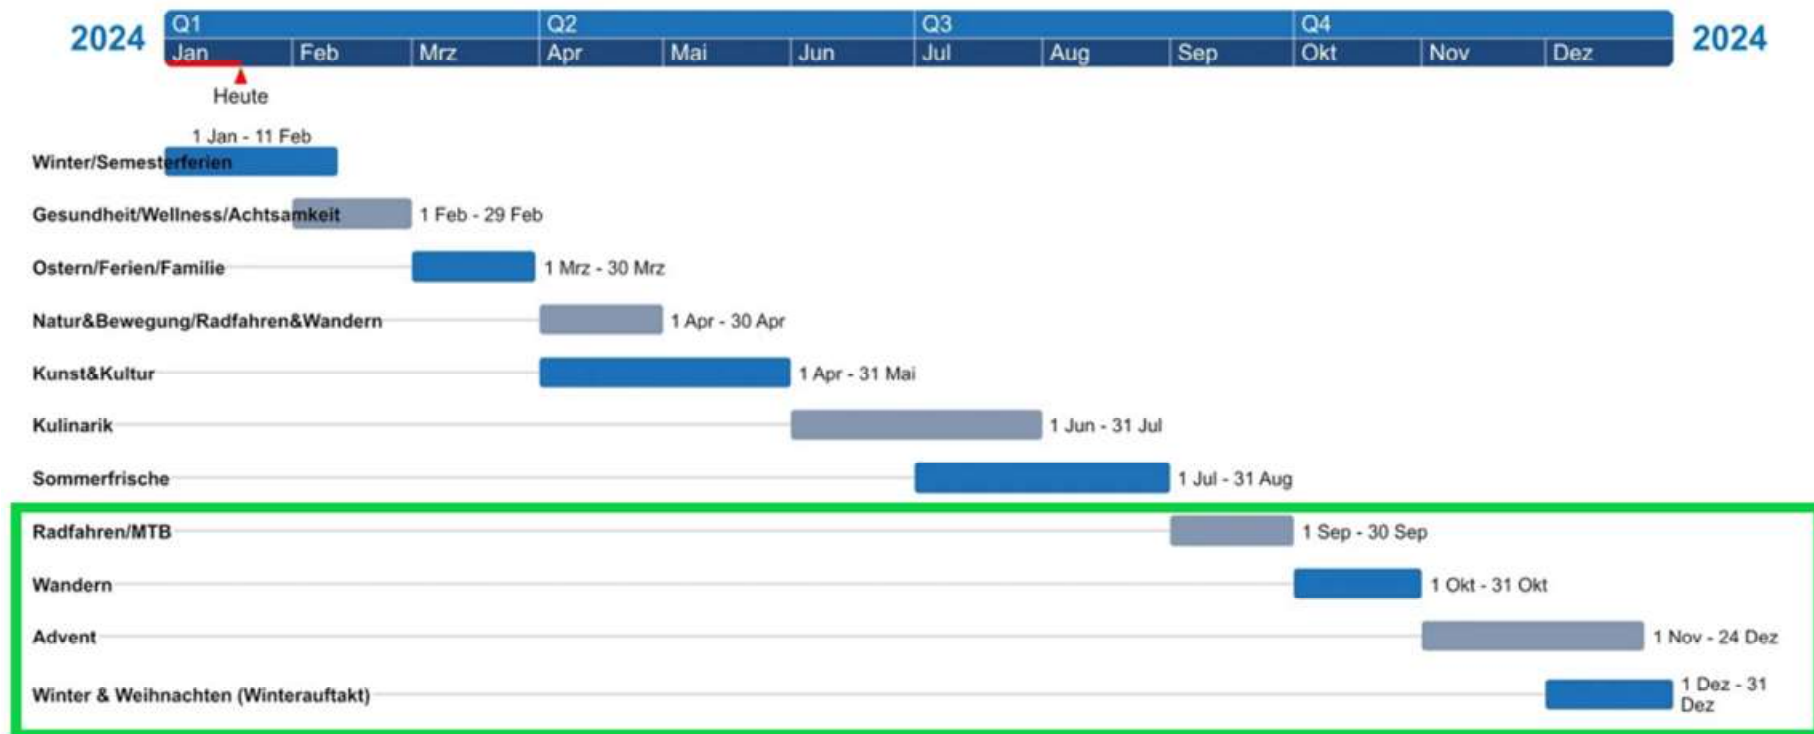 2024
Q1 Q2 Q3 Q4
2024
Jan Feb Mrz Apr Mai Jun Jul Aug Sep Okt Nov Dez
Heute
1 Jan - 11 Feb
Winter/Semesterferien
Gesundheit/Wellness/Achtsamkeit 1 Feb - 29 Feb
Ostern/Ferien/Familie 1 Mrz - 30 Mrz
Natur&Bewegung/Radfahren&Wandern 1 Apr - 30 Apr
Kunst&Kultur 1 Apr - 31 Mai
Kulinarik 1 Jun - 31 Jul
Sommerfrische 1 Jul - 31 Aug
Radfahren/MTB 1 Sep - 30 Sep
Wandern 1 Okt - 31 Okt
Advent 1 Nov - 24 Dez
Winter & Weihnachten (Winterauftakt) 1 Dez - 31
Dez